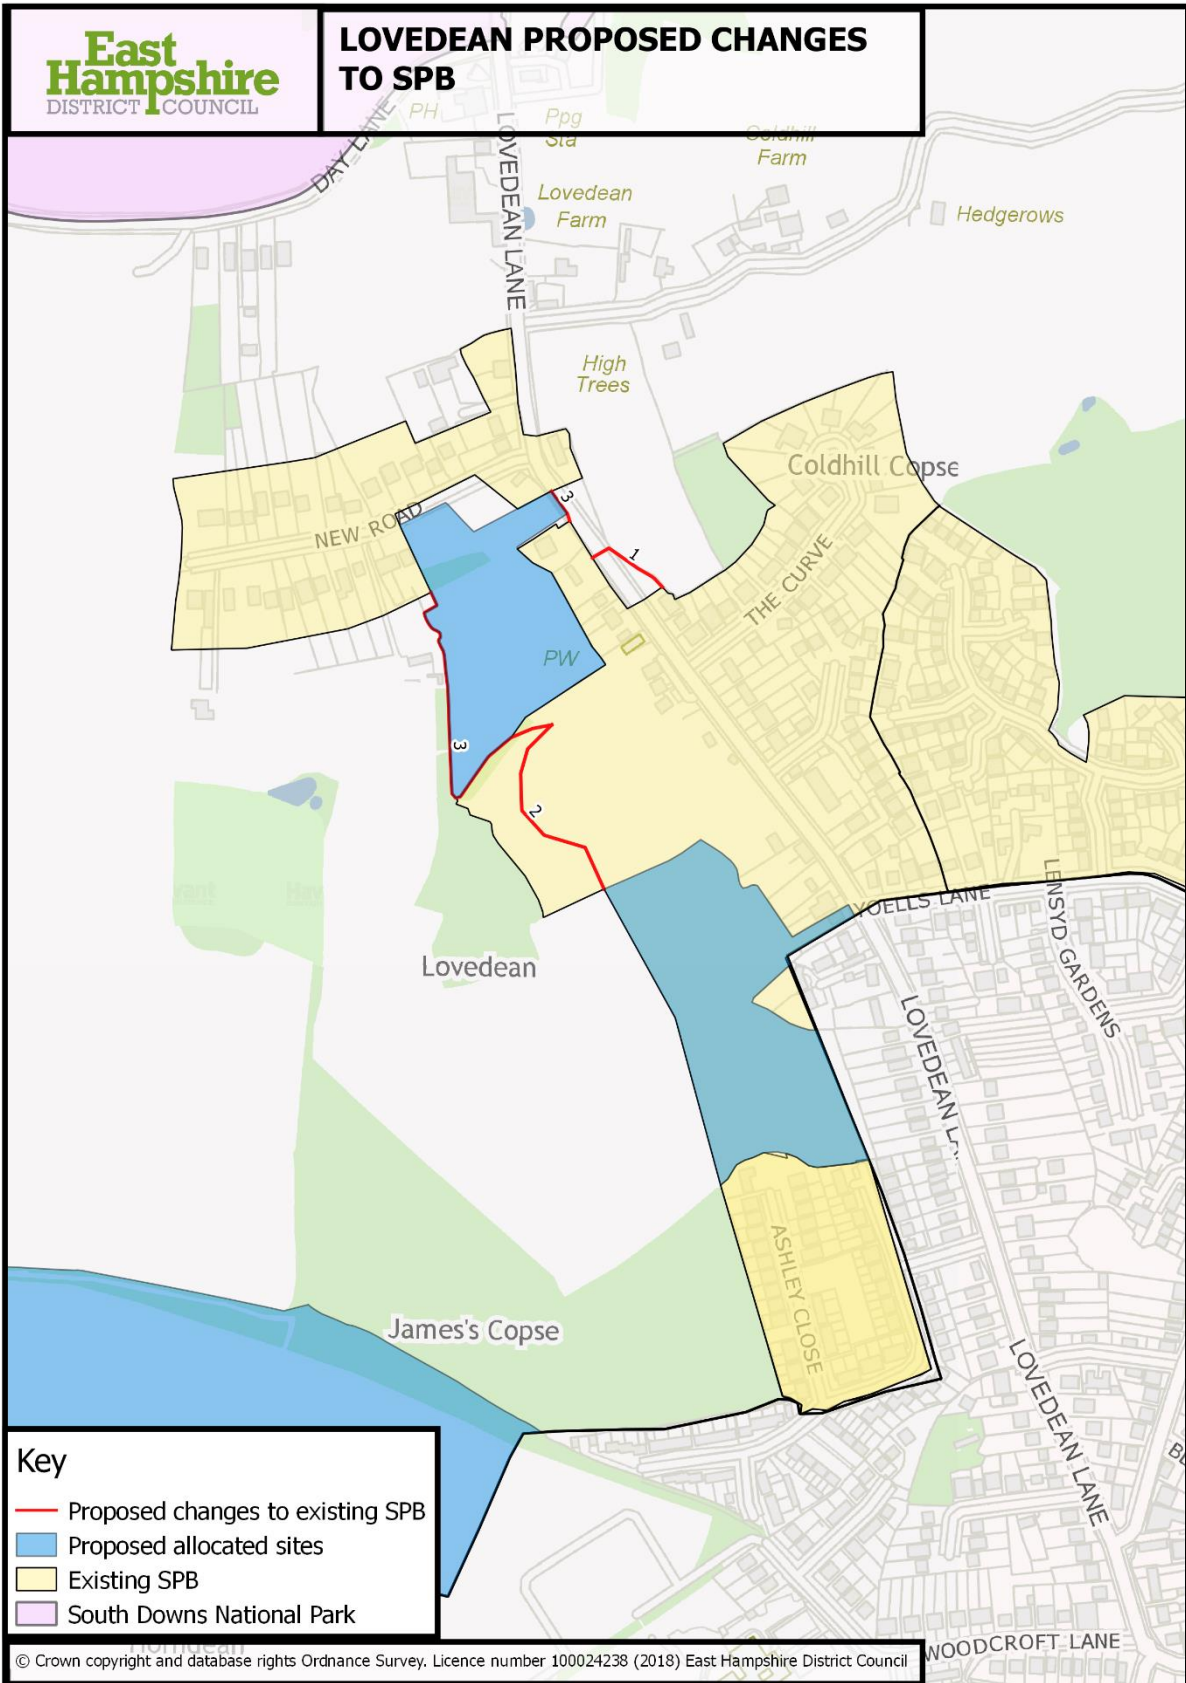 East
Hampshire
DISTRICT COUNCIL
LOVEDEAN PROPOSED CHANGES
TO SPB
PH
Ppg
Sta
Coldhill
Farm
DAY LANE
LOVEDEAN LANE
Lovedean
Farm
Hedgerows
High
Trees
Coldhill Copse
NEW ROAD
3
1
THE CURVE
PW
3
2
YOELLS LANE
LENSYD GARDENS
Lovedean
LOVEDEAN
ASHLEY CLOSE
James's Copse
LOVEDEAN LANE
Key
Proposed changes to existing SPB
Proposed allocated sites
Existing SPB
South Downs National Park
Horndean
WOODCROFT LANE
© Crown copyright and database rights Ordnance Survey. Licence number 100024238 (2018) East Hampshire District Council